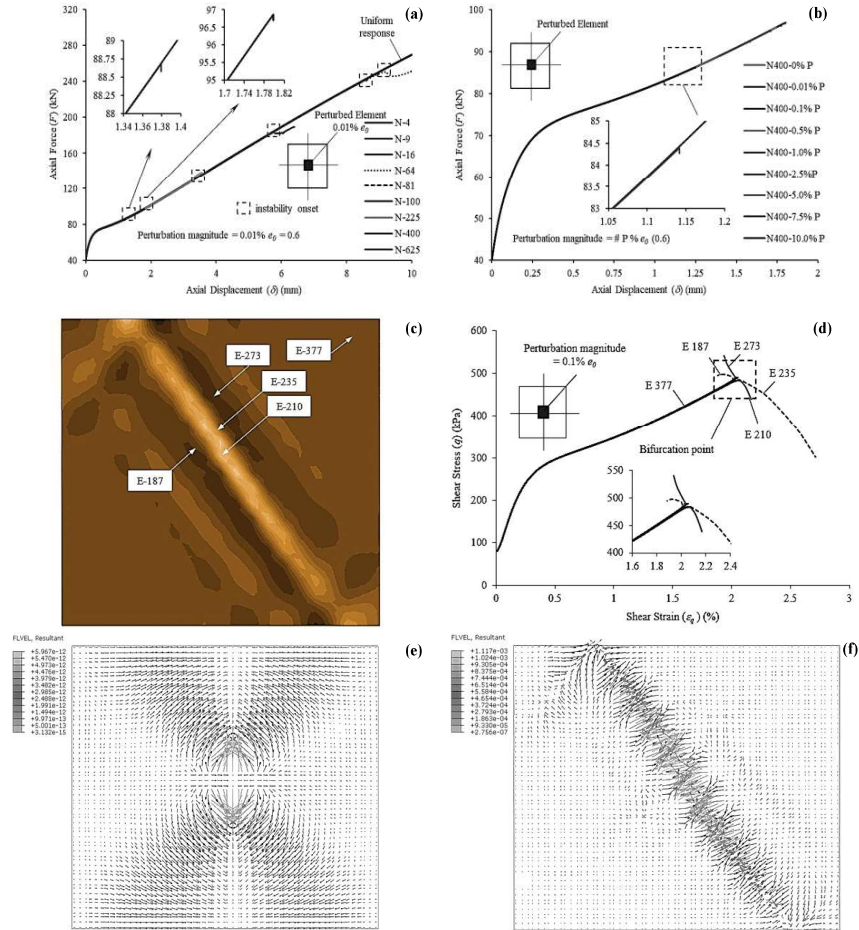 (a)
320
280
240
200
160
120
80
40
0
2
4
6
8
10
Axial Force (F) (kN)
Axial Displacement (δ) (mm)
89
89
88
88
1.34
1.36
1.38
1.4
97
96.5
96
95.5
95
1.7
1.74
1.78
1.82
Uniform
response
Perturbed Element
0.01% e₀
instability onset
Perturbation magnitude = 0.01% e₀ = 0.6
N-4
N-9
N-16
N-64
N-81
N-100
N-225
N-400
N-625
(b)
100
90
80
70
60
50
40
0
0.25
0.5
0.75
1
1.25
1.5
1.75
2
Axial Force (F) (kN)
Axial Displacement (δ) (mm)
Perturbed Element
85
84.5
84
83.5
83
1.05
1.1
1.15
1.2
Perturbation magnitude = # P % e₀ (0.6)
N400-0% P
N400-0.01% P
N400-0.1% P
N400-0.5% P
N400-1.0% P
N400-2.5%P
N400-5.0% P
N400-7.5% P
N400-10.0% P
(c)
E-273
E-377
E-235
E-210
E-187
(d)
600
500
400
300
200
100
0
0
0.5
1
1.5
2
2.5
3
Shear Stress (q) (kPa)
Shear Strain (εq) (%)
Perturbation magnitude
= 0.1% e₀
E 187
E 273
E 377
E 235
E 210
Bifurcation point
550
500
450
400
1.6
1.8
2
2.2
2.4
FLVEL, Resultant
+5.967e-12
+5.470e-12
+4.973e-12
+4.476e-12
+3.979e-12
+3.482e-12
+2.985e-12
+2.488e-12
+1.991e-12
+1.494e-12
+9.971e-13
+5.001e-13
+3.132e-15
(e)
FLVEL, Resultant
+1.117e-03
+1.024e-03
+9.305e-04
+8.375e-04
+7.444e-04
+6.514e-04
+5.584e-04
+4.654e-04
+3.724e-04
+2.793e-04
+1.863e-04
+9.330e-05
+2.756e-07
(f)